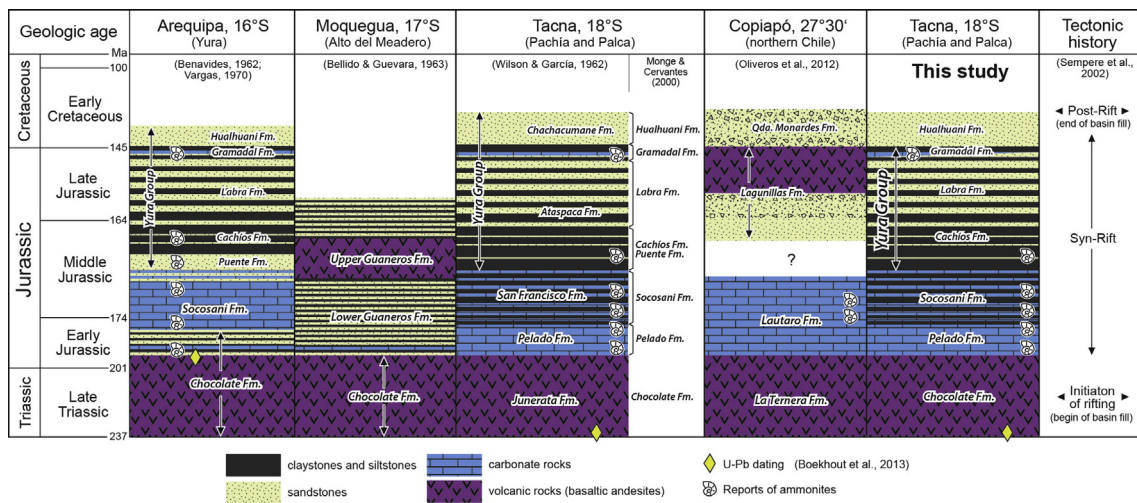 Geologic age
Ma
Arequipa, 16°S
(Yura)
Moquegua, 17°S
(Alto del Meadero)
Tacna, 18°S
(Pachía and Palca)
Copiapó, 27°30‘
(northern Chile)
Tacna, 18°S
(Pachía and Palca)
Tectonic
history
(Benavides, 1962;
Vargas, 1970)
(Bellido & Guevara, 1963)
(Wilson & García, 1962)
Monge &
Cervantes
(2000)
(Oliveros et al., 2012)
This study
(Sempere et al.,
2002)
Cretaceous
Jurassic
Triassic
Early
Cretaceous
Late
Jurassic
Middle
Jurassic
Early
Jurassic
Late
Triassic
100
145
164
174
201
237
Yura Group
Hualhuani Fm.
Gramadal Fm.
Labra Fm.
Cachíos Fm.
Puente Fm.
Socosani Fm.
Chocolate Fm.
Upper Guaneros Fm.
Lower Guaneros Fm.
Chocolate Fm.
Yura Group
Chachacumane Fm.
Ataspaca Fm.
San Francisco Fm.
Pelado Fm.
Junerata Fm.
Hualhuani Fm.
Gramadal Fm.
Labra Fm.
Cachíos Fm.
Puente Fm.
Socosani Fm.
Pelado Fm.
Chocolate Fm.
Qda. Monardes Fm.
Lagunillas Fm.
?
Lautaro Fm.
La Ternera Fm.
Yura Group
Hualhuani Fm.
Gramadal Fm.
Labra Fm.
Cachíos Fm.
Socosani Fm.
Pelado Fm.
Chocolate Fm.
Post-Rift
(end of basin fill)
Syn-Rift
Initiaton
of rifting
(begin of basin fill)
claystones and siltstones
sandstones
carbonate rocks
volcanic rocks (basaltic andesites)
U-Pb dating (Boekhout et al., 2013)
Reports of ammonites